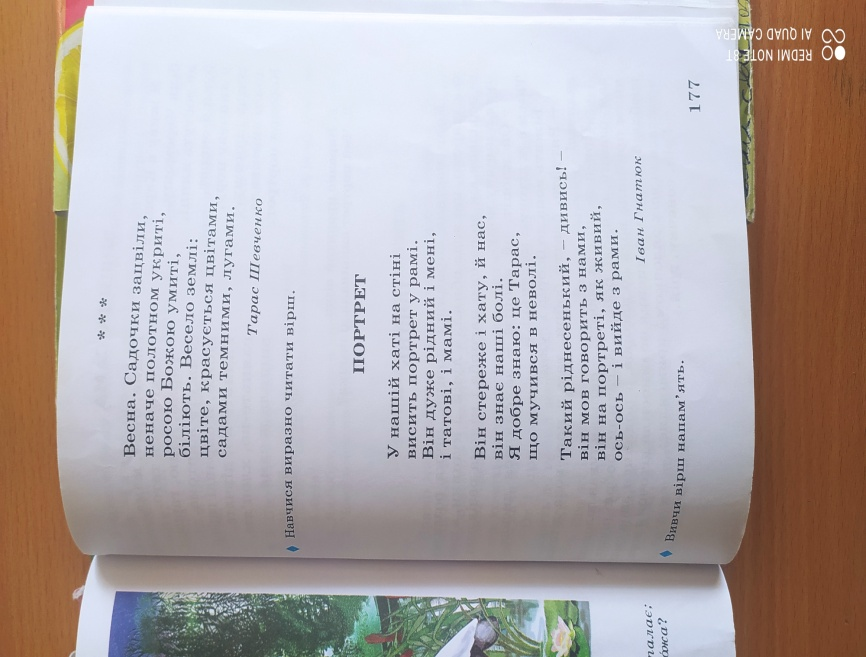 * * *
Весна. Садочки зацвіли,
неначе полотном укриті,
росою Божою умиті,
біліють. Весело землі:
цвіте, красується цвітами,
садами темними, лугами.
Тарас Шевченко
Навчися виразно читати вірш.
ПОРТРЕТ
У нашій хаті на стіні
висить портрет у рамі.
Він дуже рідний і мені,
і татові, і мамі.
Він стереже і хату, й нас,
він знає наші болі.
Я добре знаю: це Тарас,
що мучився в неволі.
Такий ріднесенький, – дивись! –
він мов говорить з нами,
він на портреті, як живий,
ось-ось – і вийде з рами.
Іван Гнатюк
Вивчи вірш напам’ять.
177
REDMI NOTE 8T
AI QUAD CAMERA